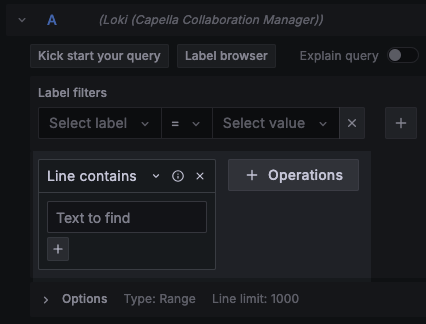 A (Loki (Capella Collaboration Manager))
Kick start your query Label browser Explain query
Label filters
Select label = Select value
Line contains + Operations
Text to find
+
Options Type: Range Line limit: 1000